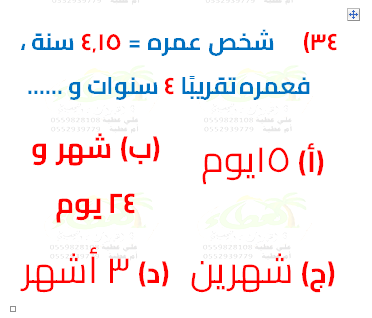 ٣٤) شخص عمره = ٤,١٥ سنة ،
فعمره تقريبًا ٤ سنوات و ......
(أ) ١٥يوم
(ب) شهر و
٢٤ يوم
(ج) شهرين
(د) ٣ أشهر